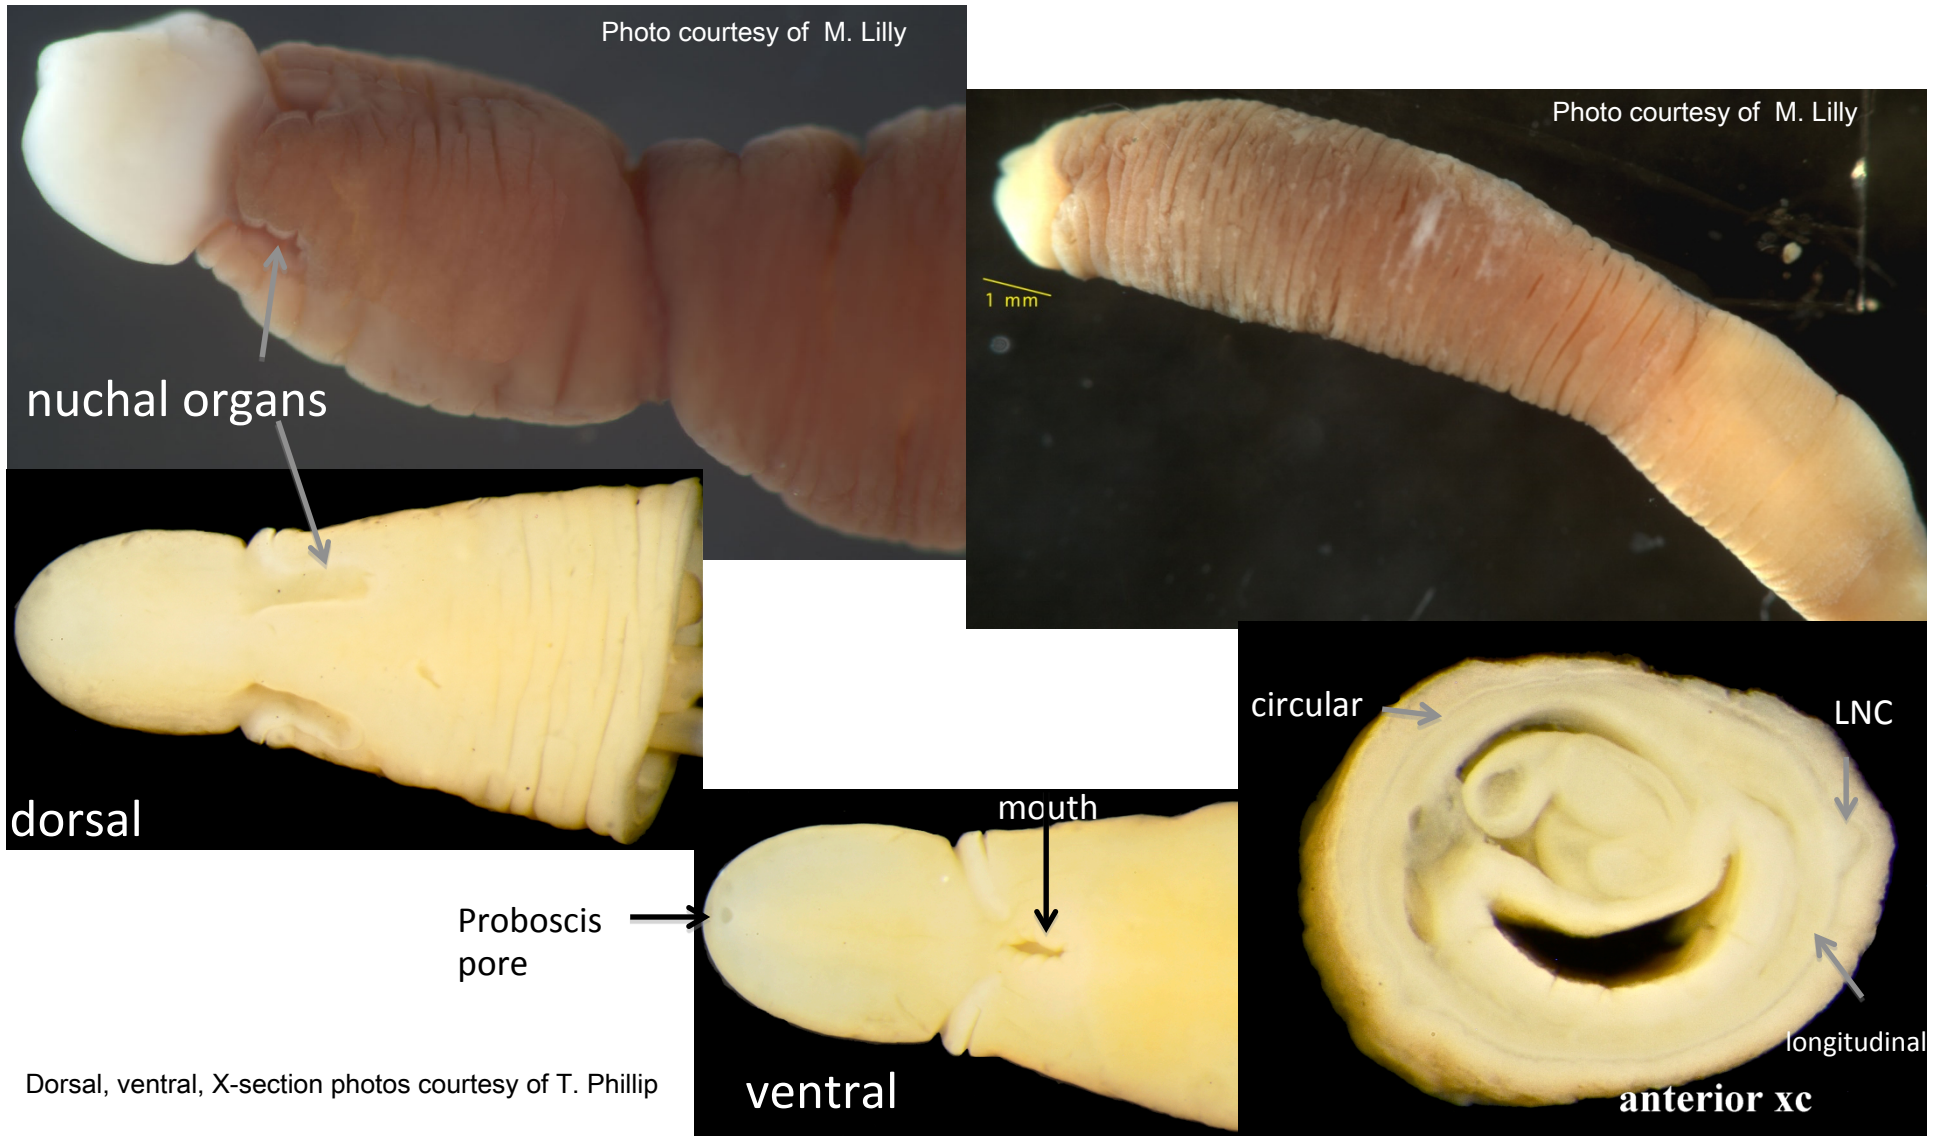 Photo courtesy of  M. Lilly
Photo courtesy of  M. Lilly
1 mm
nuchal organs
dorsal
circular
LNC
mouth
Proboscis
pore
longitudinal
anterior xc
ventral
Dorsal, ventral, X-section photos courtesy of T. Phillip